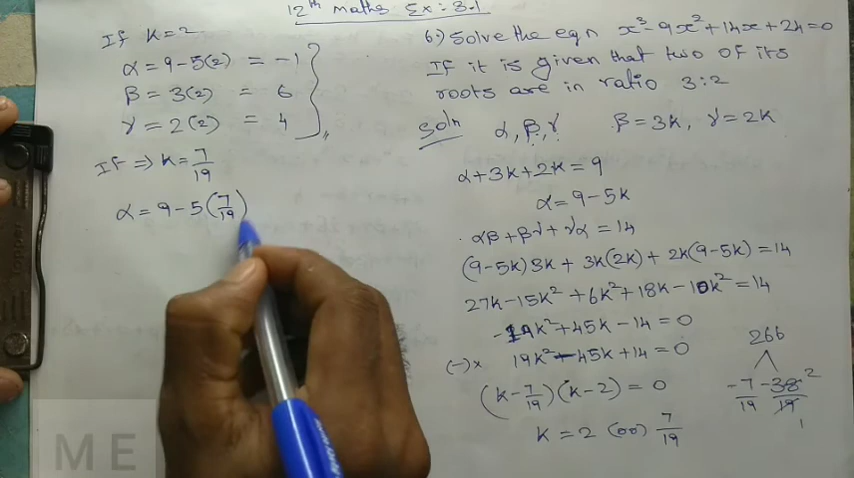 12th maths Ex: 3.1
If k=2
α = 9-5(2) = -1
β = 3(2) = 6
γ = 2(2) = 4
If ⇒ k = 7/19
α = 9-5(7/19)
6) Solve the eqn x³-9x²+14x+24=0
If it is given that two of its
roots are in ratio 3:2
Soln α, β, γ β=3k, γ=2k
α+3k+2k=9
α=9-5k
αβ+βγ+γα=14
(9-5k)3k + 3k(2k) + 2k(9-5k)=14
27k-15k²+6k²+18k-10k²=14
-19k²+45k-14=0
(-)x 19k²-45k+14=0
266
-7/19 -38/19 2
1
(k-7/19)(k-2)=0
k=2 (or) 7/19
ME